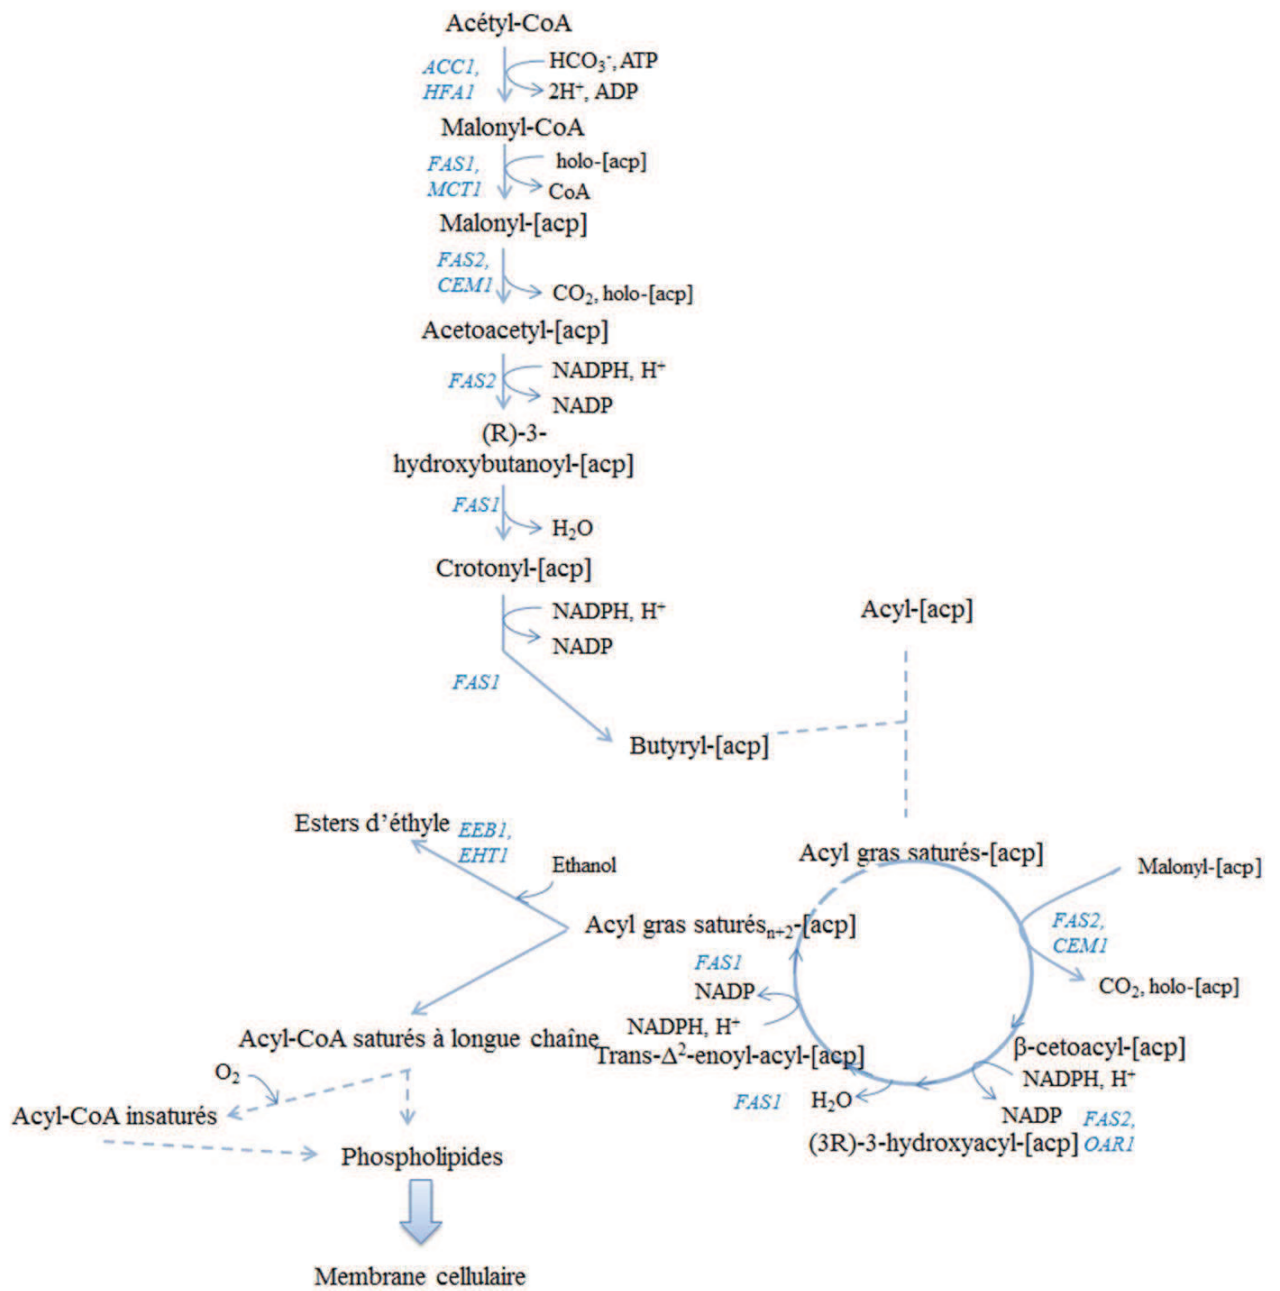 Acétyl-CoA
ACC1,
HFA1
HCO₃⁻, ATP
2H⁺, ADP
Malonyl-CoA
FAS1,
MCT1
holo-[acp]
CoA
Malonyl-[acp]
FAS2,
CEM1
CO₂, holo-[acp]
Acetoacetyl-[acp]
FAS2
NADPH, H⁺
NADP
(R)-3-
hydroxybutanoyl-[acp]
FAS1
H₂O
Crotonyl-[acp]
NADPH, H⁺
NADP
FAS1
Butyryl-[acp]
Acyl-[acp]
Acyl gras saturés-[acp]
Malonyl-[acp]
FAS2,
CEM1
CO₂, holo-[acp]
β-cetoacyl-[acp]
NADPH, H⁺
NADP
FAS2,
OAR1
(3R)-3-hydroxyacyl-[acp]
H₂O
FAS1
Trans-Δ²-enoyl-acyl-[acp]
NADPH, H⁺
NADP
FAS1
Acyl gras saturésₙ₊₂-[acp]
Ethanol
EEB1,
EHT1
Esters d’éthyle
Acyl-CoA saturés à longue chaîne
O₂
Acyl-CoA insaturés
Phospholipides
Membrane cellulaire